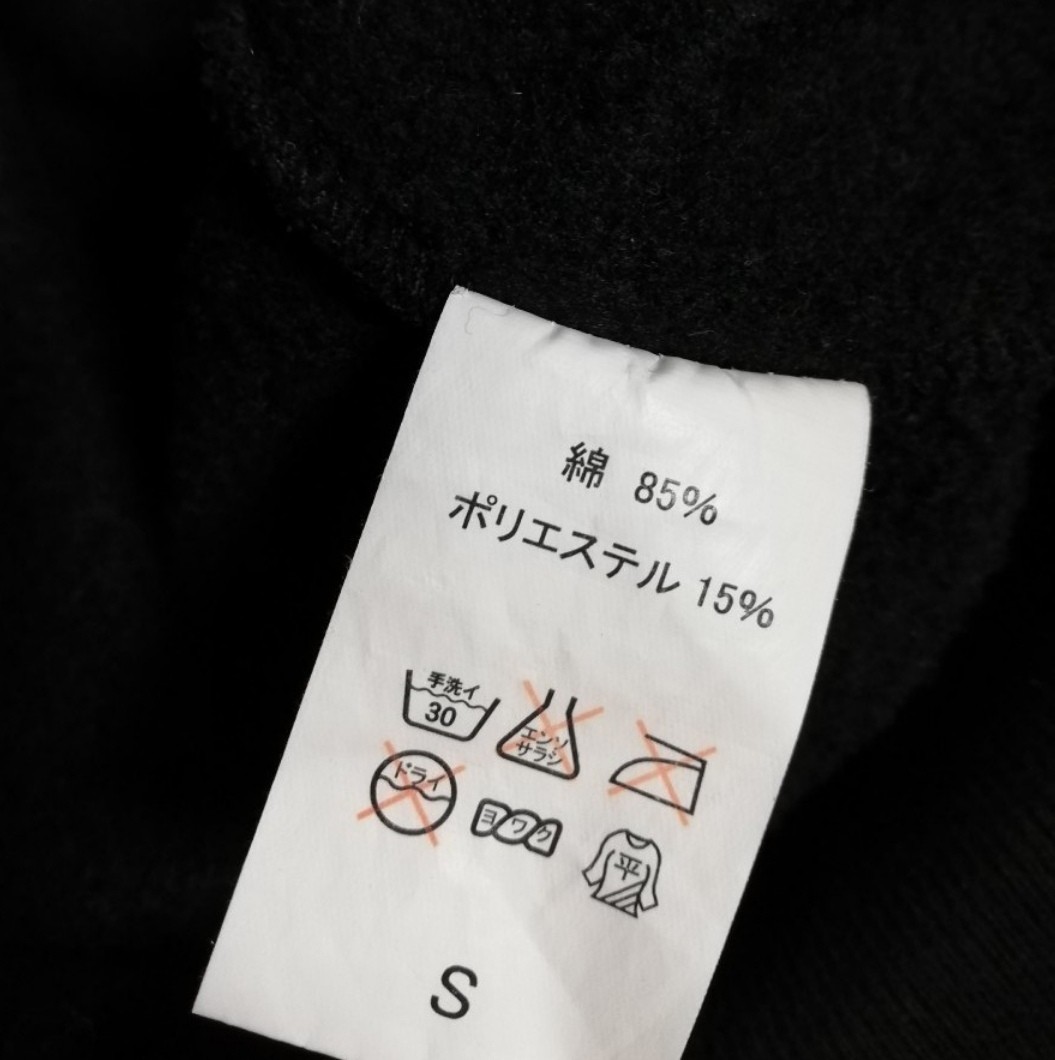 綿 85%
ポリエステル 15%
手洗イ
30
エンソ
サラシ
ドライ
ヨワク
平
S